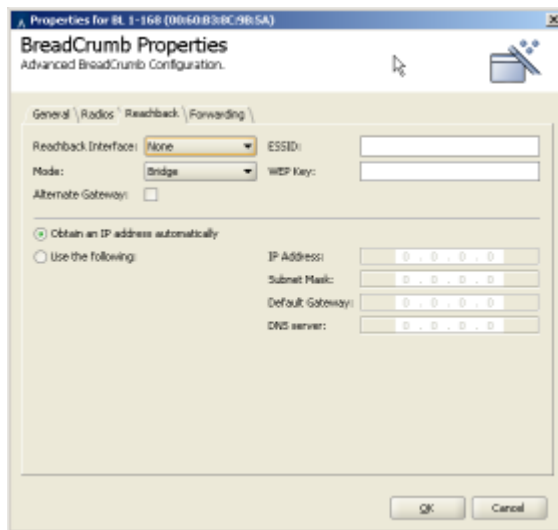 Properties for BL 1-168 (00:60:B3:8C:9B:5A)
BreadCrumb Properties
Advanced BreadCrumb Configuration.
General Radios Reachback Forwarding
Reachback Interface: None ESSID:
Mode: Bridge WEP Key:
Alternate Gateway:
Obtain an IP address automatically
Use the following: IP Address: 0 . 0 . 0 . 0
Subnet Mask: 0 . 0 . 0 . 0
Default Gateway: 0 . 0 . 0 . 0
DNS server: 0 . 0 . 0 . 0
OK Cancel